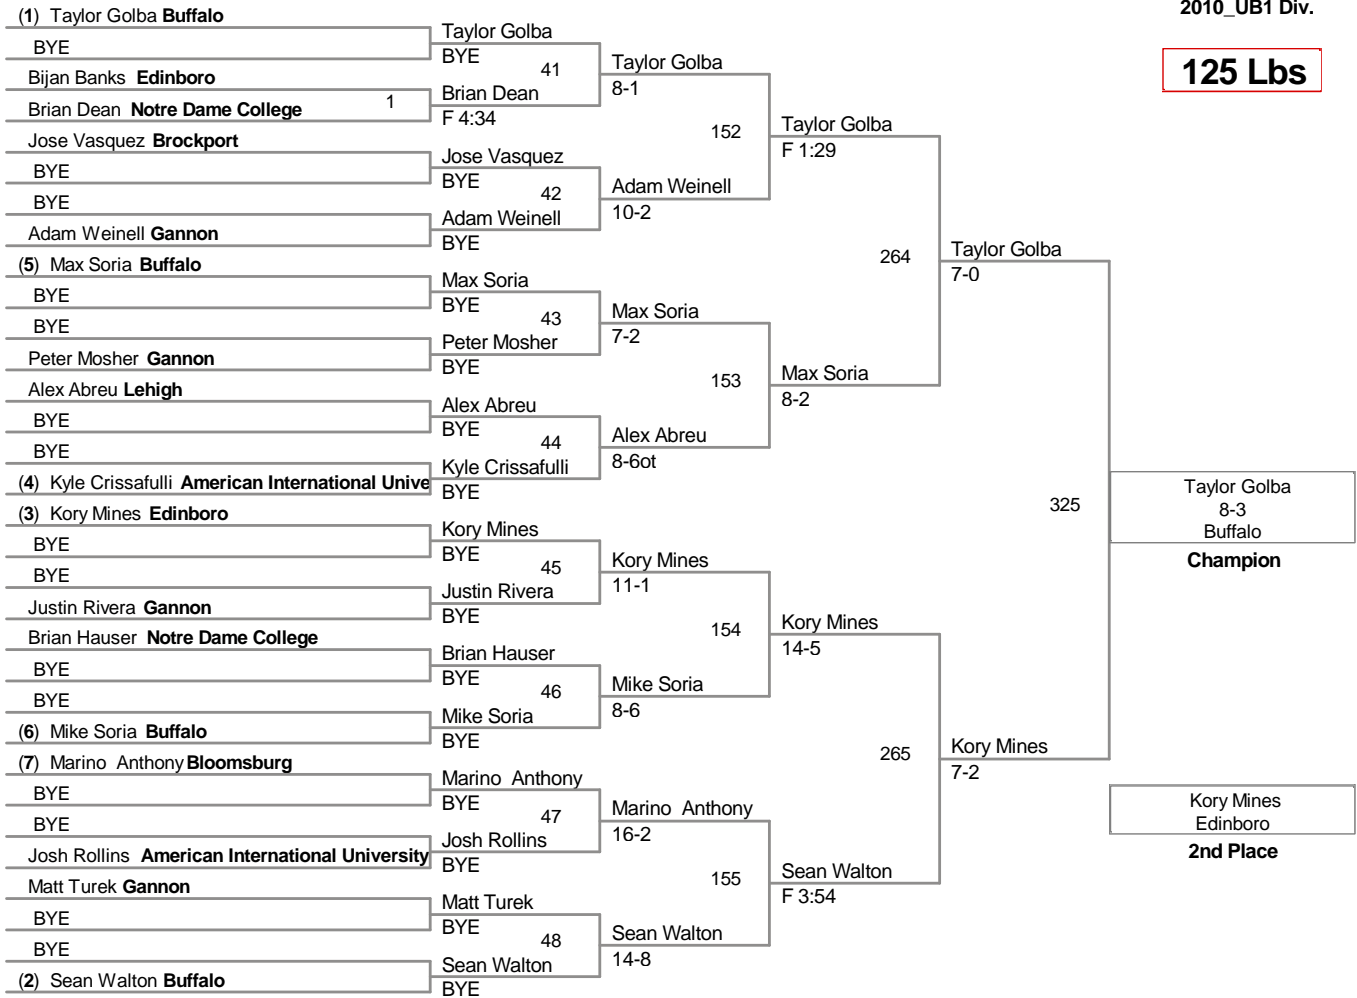 2010_UB1 Div.
125 Lbs
(1) Taylor Golba Buffalo
BYE
Bijan Banks Edinboro
Brian Dean Notre Dame College
1
Jose Vasquez Brockport
BYE
BYE
Adam Weinell Gannon
(5) Max Soria Buffalo
BYE
BYE
Peter Mosher Gannon
Alex Abreu Lehigh
BYE
BYE
(4) Kyle Crissafulli American International Unive
(3) Kory Mines Edinboro
BYE
BYE
Justin Rivera Gannon
Brian Hauser Notre Dame College
BYE
BYE
(6) Mike Soria Buffalo
(7) Marino Anthony Bloomsburg
BYE
BYE
Josh Rollins American International University
Matt Turek Gannon
BYE
BYE
(2) Sean Walton Buffalo
Taylor Golba
BYE
41
Brian Dean
F 4:34
Jose Vasquez
BYE
42
Adam Weinell
BYE
Max Soria
BYE
43
Peter Mosher
BYE
Alex Abreu
BYE
44
Kyle Crissafulli
BYE
Kory Mines
BYE
45
Justin Rivera
BYE
Brian Hauser
BYE
46
Mike Soria
BYE
Marino Anthony
BYE
47
Josh Rollins
BYE
Matt Turek
BYE
48
Sean Walton
BYE
Taylor Golba
8-1
152
Adam Weinell
10-2
Max Soria
7-2
153
Alex Abreu
8-6ot
Kory Mines
11-1
154
Mike Soria
8-6
Marino Anthony
16-2
155
Sean Walton
14-8
Taylor Golba
F 1:29
264
Max Soria
8-2
Kory Mines
14-5
265
Sean Walton
F 3:54
Taylor Golba
7-0
325
Kory Mines
7-2
Taylor Golba
8-3
Buffalo
Champion
Kory Mines
Edinboro
2nd Place